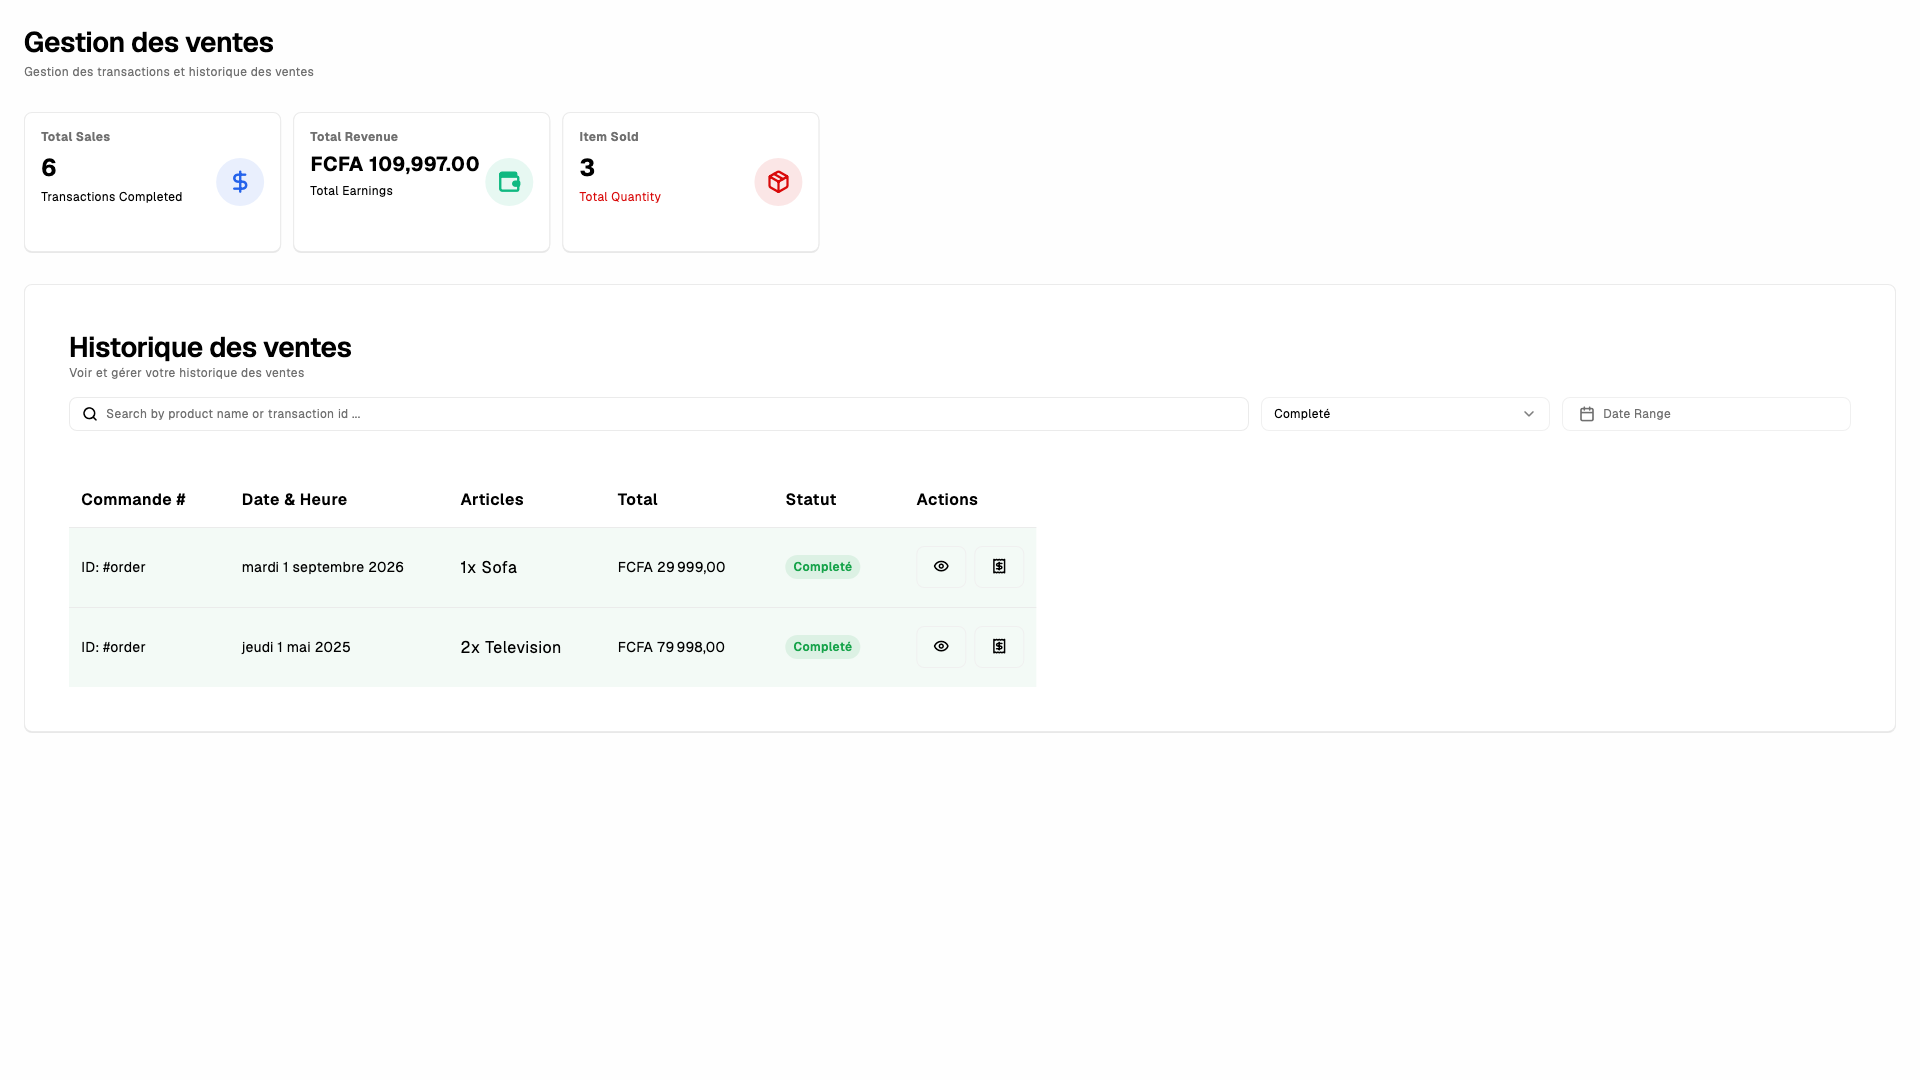 Gestion des ventes
Gestion des transactions et historique des ventes
Total Sales
6
Transactions Completed
Total Revenue
FCFA 109,997.00
Total Earnings
Item Sold
3
Total Quantity
Historique des ventes
Voir et gérer votre historique des ventes
Search by product name or transaction id ...
Completé
Date Range
Commande # Date & Heure Articles Total Statut Actions
ID: #order mardi 1 septembre 2026 1x Sofa FCFA 29 999,00 Completé
ID: #order jeudi 1 mai 2025 2x Television FCFA 79 998,00 Completé